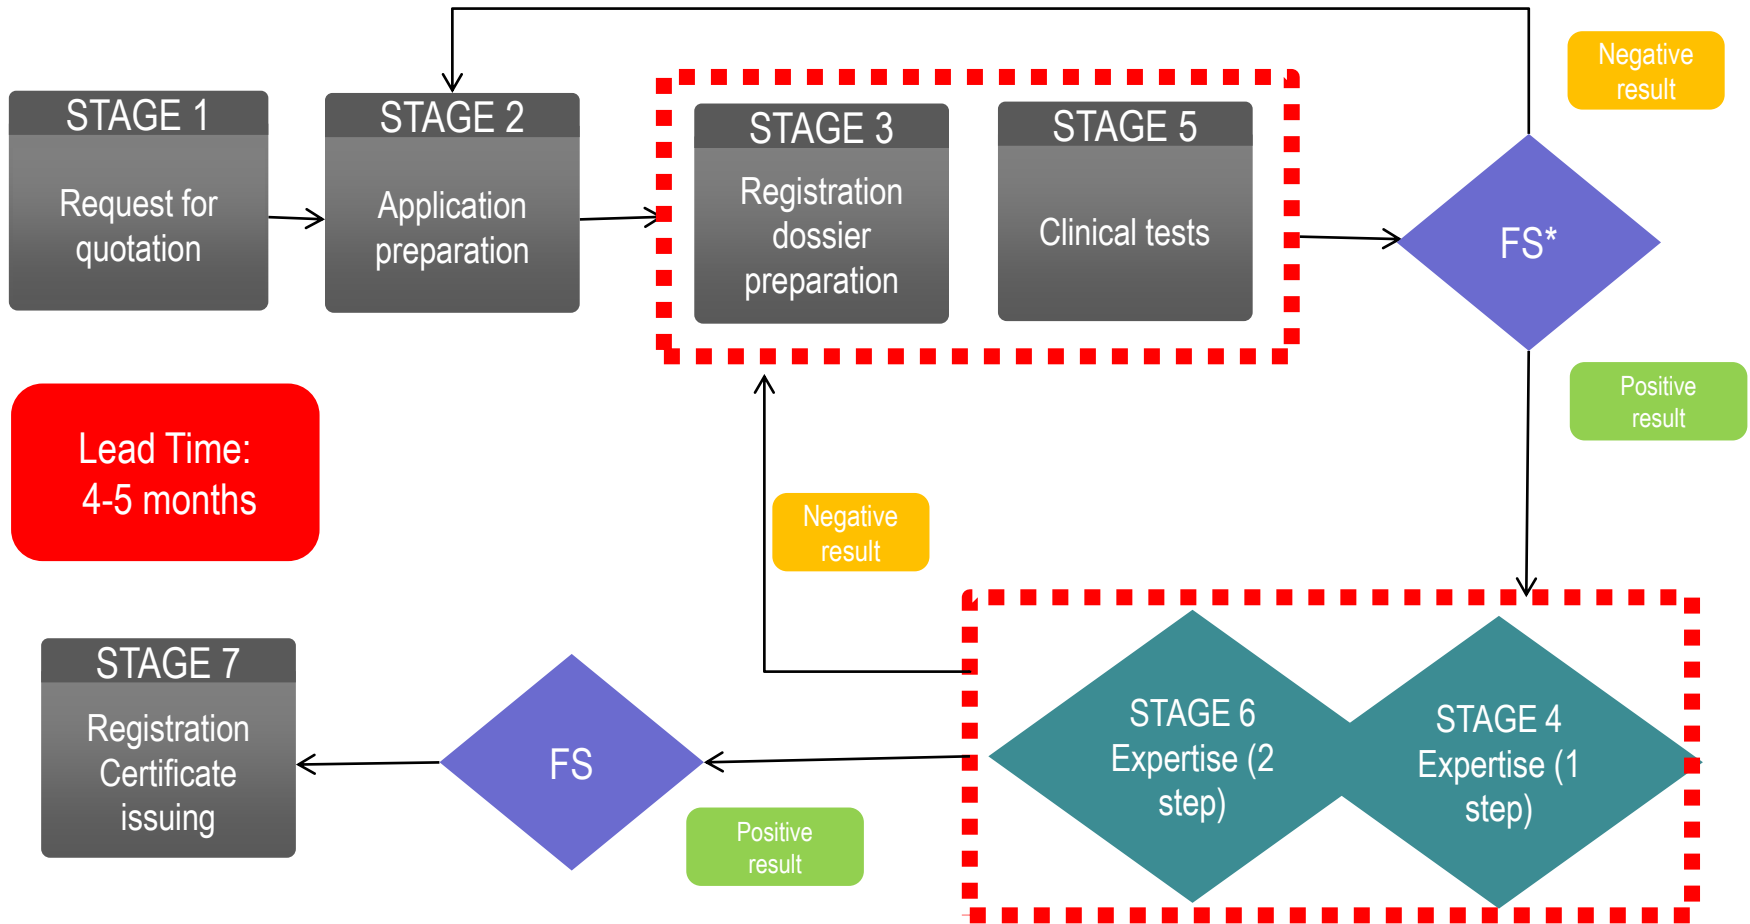 Negative
result
STAGE 1
Request for
quotation
STAGE 2
Application
preparation
STAGE 3
Registration
dossier
preparation
STAGE 5
Clinical tests
FS*
Positive
result
Lead Time:
4-5 months
Negative
result
STAGE 7
Registration
Certificate
issuing
FS
Positive
result
STAGE 6
Expertise (2
step)
STAGE 4
Expertise (1
step)